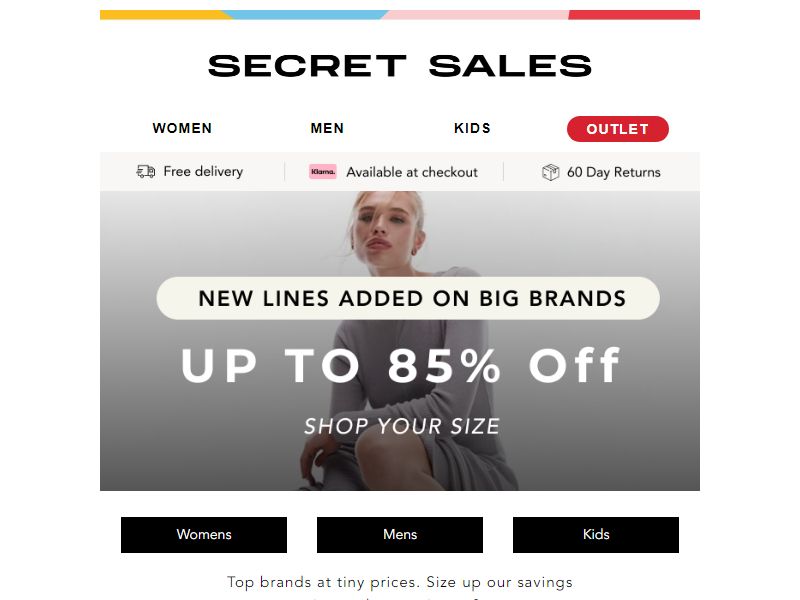 SECRET SALES
WOMEN MEN KIDS OUTLET
Free delivery Klarna. Available at checkout 60 Day Returns
NEW LINES ADDED ON BIG BRANDS
UP TO 85% Off
SHOP YOUR SIZE
Womens Mens Kids
Top brands at tiny prices. Size up our savings